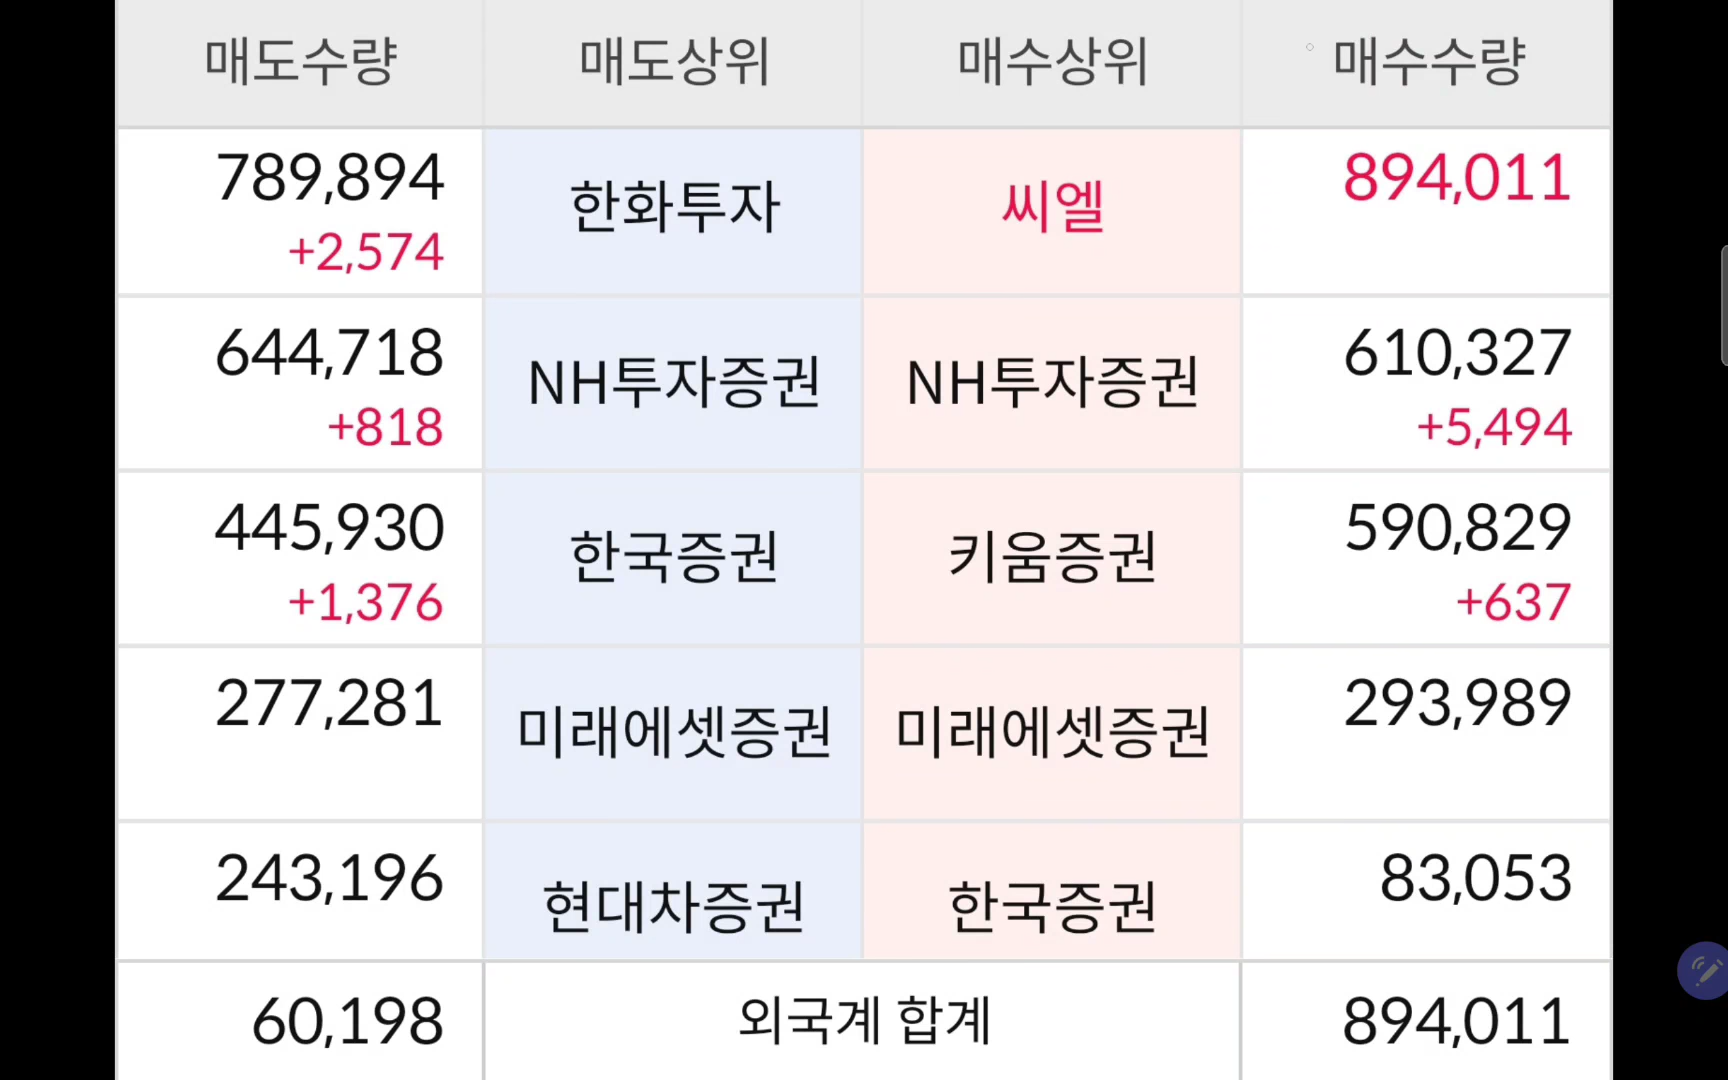 매도수량 매도상위 매수상위 매수수량
789,894 한화투자 씨엘 894,011
+2,574
644,718 NH투자증권 NH투자증권 610,327
+818 +5,494
445,930 한국증권 키움증권 590,829
+1,376 +637
277,281 미래에셋증권 미래에셋증권 293,989
243,196 현대차증권 한국증권 83,053
60,198 외국계 합계 894,011